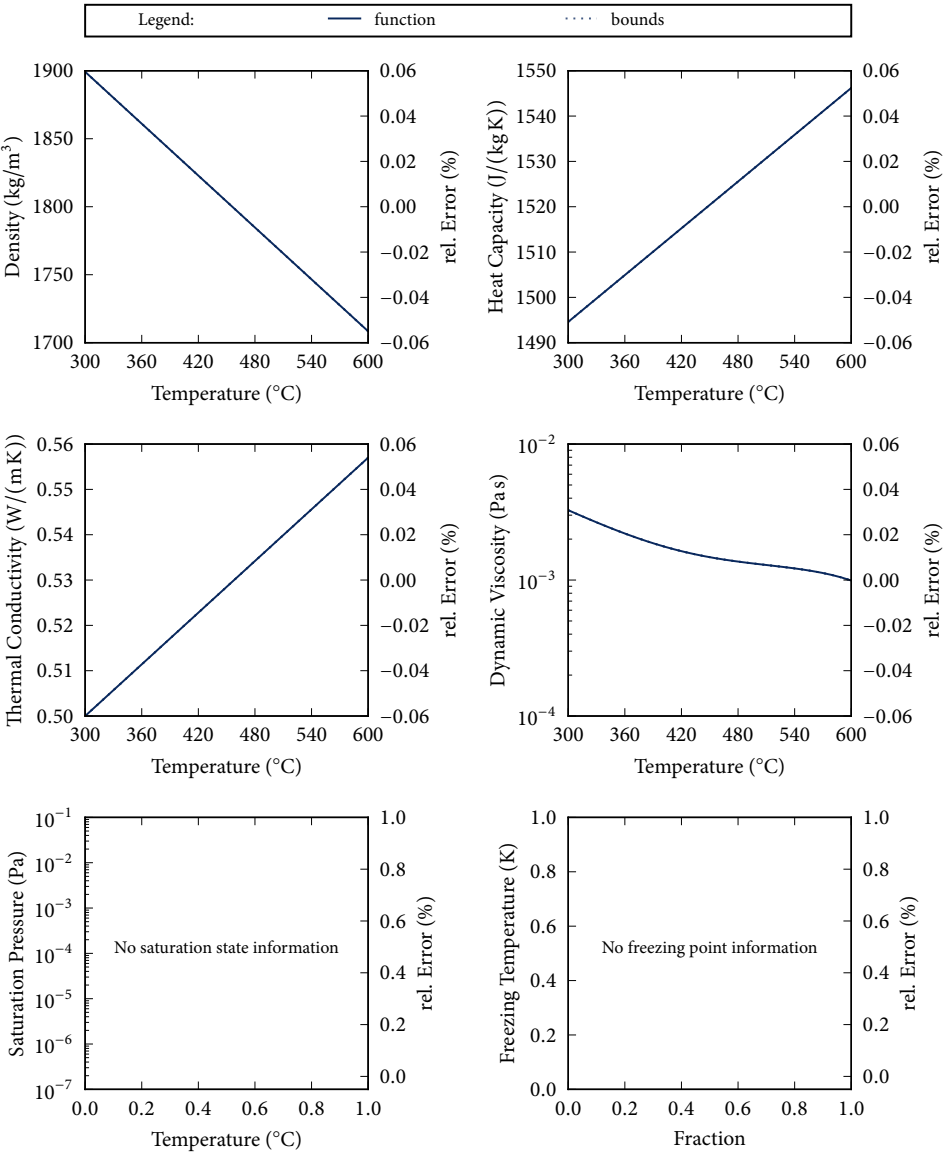 Legend: function bounds
1900
1850
1800
1750
1700
Density (kg/m³)
0.06
0.04
0.02
0.00
−0.02
−0.04
−0.06
rel. Error (%)
300 360 420 480 540 600
Temperature (°C)
1550
1540
1530
1520
1510
1500
1490
Heat Capacity (J/(kg K))
0.06
0.04
0.02
0.00
−0.02
−0.04
−0.06
rel. Error (%)
300 360 420 480 540 600
Temperature (°C)
0.56
0.55
0.54
0.53
0.52
0.51
0.50
Thermal Conductivity (W/(m K))
0.06
0.04
0.02
0.00
−0.02
−0.04
−0.06
rel. Error (%)
300 360 420 480 540 600
Temperature (°C)
10⁻²
10⁻³
10⁻⁴
Dynamic Viscosity (Pa s)
0.06
0.04
0.02
0.00
−0.02
−0.04
−0.06
rel. Error (%)
300 360 420 480 540 600
Temperature (°C)
10⁻¹
10⁻²
10⁻³
10⁻⁴
10⁻⁵
10⁻⁶
10⁻⁷
Saturation Pressure (Pa)
No saturation state information
1.0
0.8
0.6
0.4
0.2
0.0
rel. Error (%)
0.0 0.2 0.4 0.6 0.8 1.0
Temperature (°C)
1.0
0.8
0.6
0.4
0.2
0.0
Freezing Temperature (K)
No freezing point information
1.0
0.8
0.6
0.4
0.2
0.0
rel. Error (%)
0.0 0.2 0.4 0.6 0.8 1.0
Fraction